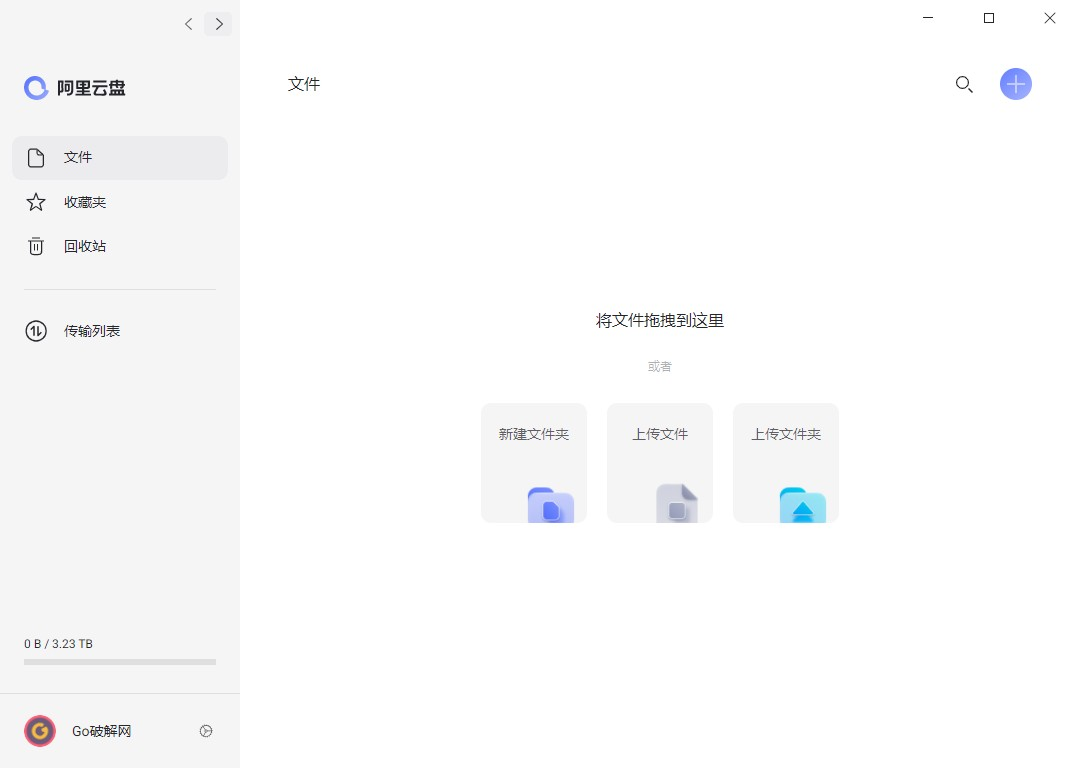 阿里云盘
文件
收藏夹
回收站
传输列表
0 B / 3.23 TB
Go破解网
文件
将文件拖拽到这里
或者
新建文件夹
上传文件
上传文件夹